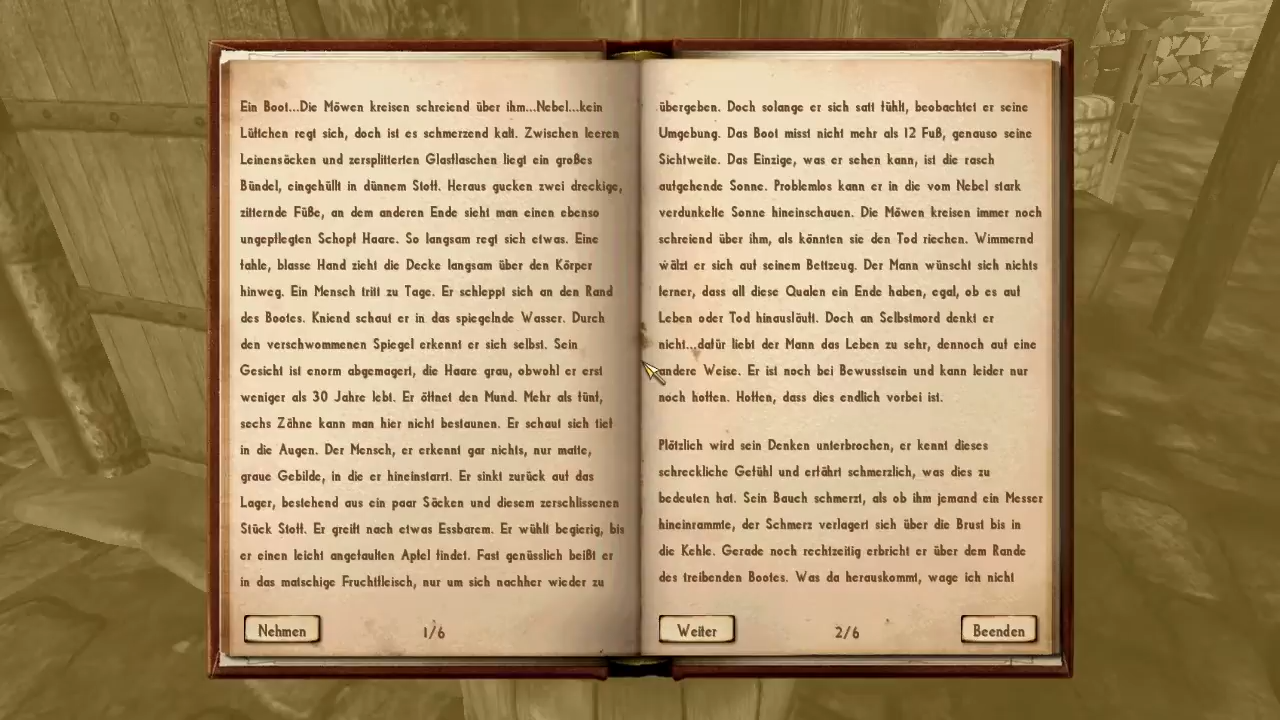 Ein Boot...Die Möwen kreisen schreiend über ihm...Nebel...kein
Lüftchen regt sich, doch ist es schmerzend kalt. Zwischen leeren
Leinensäcken und zersplitterten Glasflaschen liegt ein großes
Bündel, eingehüllt in dünnem Stoff. Heraus gucken zwei dreckige,
zitternde Füße, an dem anderen Ende sieht man einen ebenso
ungepflegten Schopf Haare. So langsam regt sich etwas. Eine
fahle, blasse Hand zieht die Decke langsam über den Körper
hinweg. Ein Mensch tritt zu Tage. Er schleppt sich an den Rand
des Bootes. Kniend schaut er in das spiegelnde Wasser. Durch
den verschwommenen Spiegel erkennt er sich selbst. Sein
Gesicht ist enorm abgemagert, die Haare grau, obwohl er erst
weniger als 30 Jahre lebt. Er öffnet den Mund. Mehr als fünf,
sechs Zähne kann man hier nicht bestaunen. Er schaut sich tief
in die Augen. Der Mensch, er erkennt gar nichts, nur matte,
graue Gebilde, in die er hineinstarrt. Er sinkt zurück auf das
Lager, bestehend aus ein paar Säcken und diesem zerschlissenen
Stück Stoff. Er greift nach etwas Essbarem. Er wühlt begierig, bis
er einen leicht angefaulten Apfel findet. Fast genüsslich beißt er
in das matschige Fruchtfleisch, nur um sich nachher wieder zu
Nehmen
1/6
übergeben. Doch solange er sich satt fühlt, beobachtet er seine
Umgebung. Das Boot misst nicht mehr als 12 Fuß, genauso seine
Sichtweite. Das Einzige, was er sehen kann, ist die rasch
aufgehende Sonne. Problemlos kann er in die vom Nebel stark
verdunkelte Sonne hineinschauen. Die Möwen kreisen immer noch
schreiend über ihm, als könnten sie den Tod riechen. Wimmernd
wälzt er sich auf seinem Bettzeug. Der Mann wünscht sich nichts
ferner, dass all diese Qualen ein Ende haben, egal, ob es auf
Leben oder Tod hinausläuft. Doch an Selbstmord denkt er
nicht...dafür liebt der Mann das Leben zu sehr, dennoch auf eine
andere Weise. Er ist noch bei Bewusstsein und kann leider nur
noch hoffen. Hoffen, dass dies endlich vorbei ist.
Plötzlich wird sein Denken unterbrochen, er kennt dieses
schreckliche Gefühl und erfährt schmerzlich, was dies zu
bedeuten hat. Sein Bauch schmerzt, als ob ihm jemand ein Messer
hineinrammte, der Schmerz verlagert sich über die Brust bis in
die Kehle. Gerade noch rechtzeitig erbricht er über dem Rande
des treibenden Bootes. Was da herauskommt, wage ich nicht
Weiter
2/6
Beenden